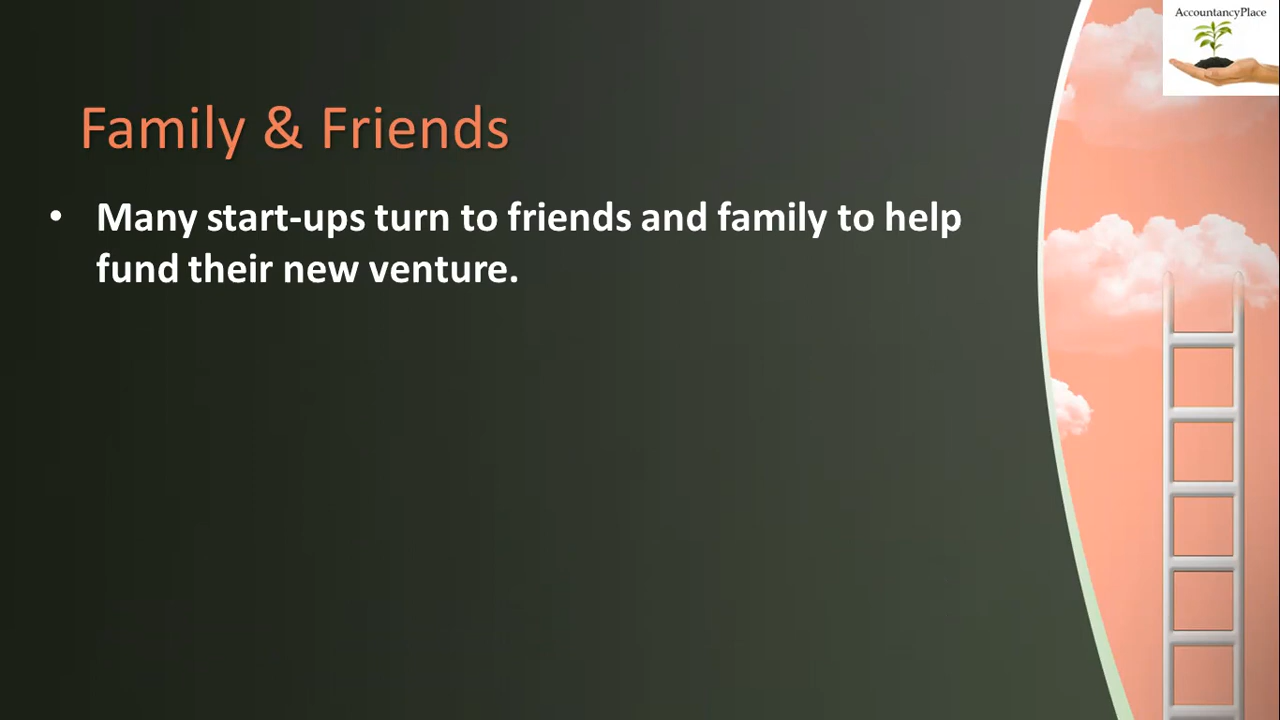 AccountancyPlace
Family & Friends
• Many start-ups turn to friends and family to help
fund their new venture.